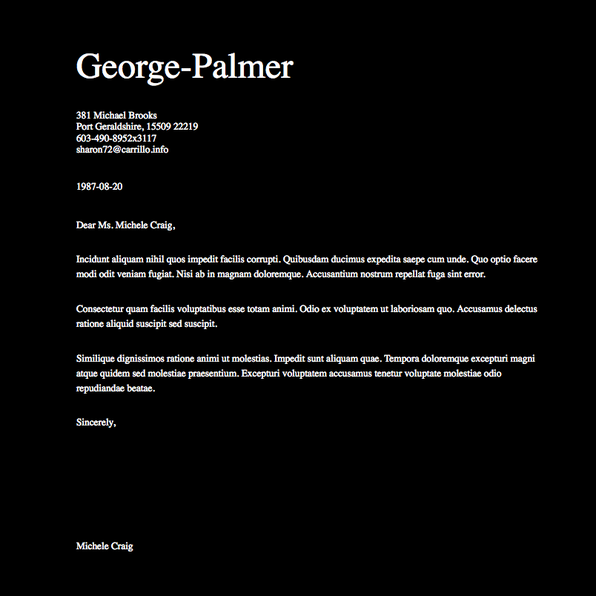 George-Palmer
381 Michael Brooks
Port Geraldshire, 15509 22219
603-490-8952x3117
sharon72@carrillo.info
1987-08-20
Dear Ms. Michele Craig,
Incidunt aliquam nihil quos impedit facilis corrupti. Quibusdam ducimus expedita saepe cum unde. Quo optio facere
modi odit veniam fugiat. Nisi ab in magnam doloremque. Accusantium nostrum repellat fuga sint error.
Consectetur quam facilis voluptatibus esse totam animi. Odio ex voluptatem ut laboriosam quo. Accusamus delectus
ratione aliquid suscipit sed suscipit.
Similique dignissimos ratione animi ut molestias. Impedit sunt aliquam quae. Tempora doloremque excepturi magni
atque quidem sed molestiae praesentium. Excepturi voluptatem accusamus tenetur voluptate molestiae odio
repudiandae beatae.
Sincerely,
Michele Craig